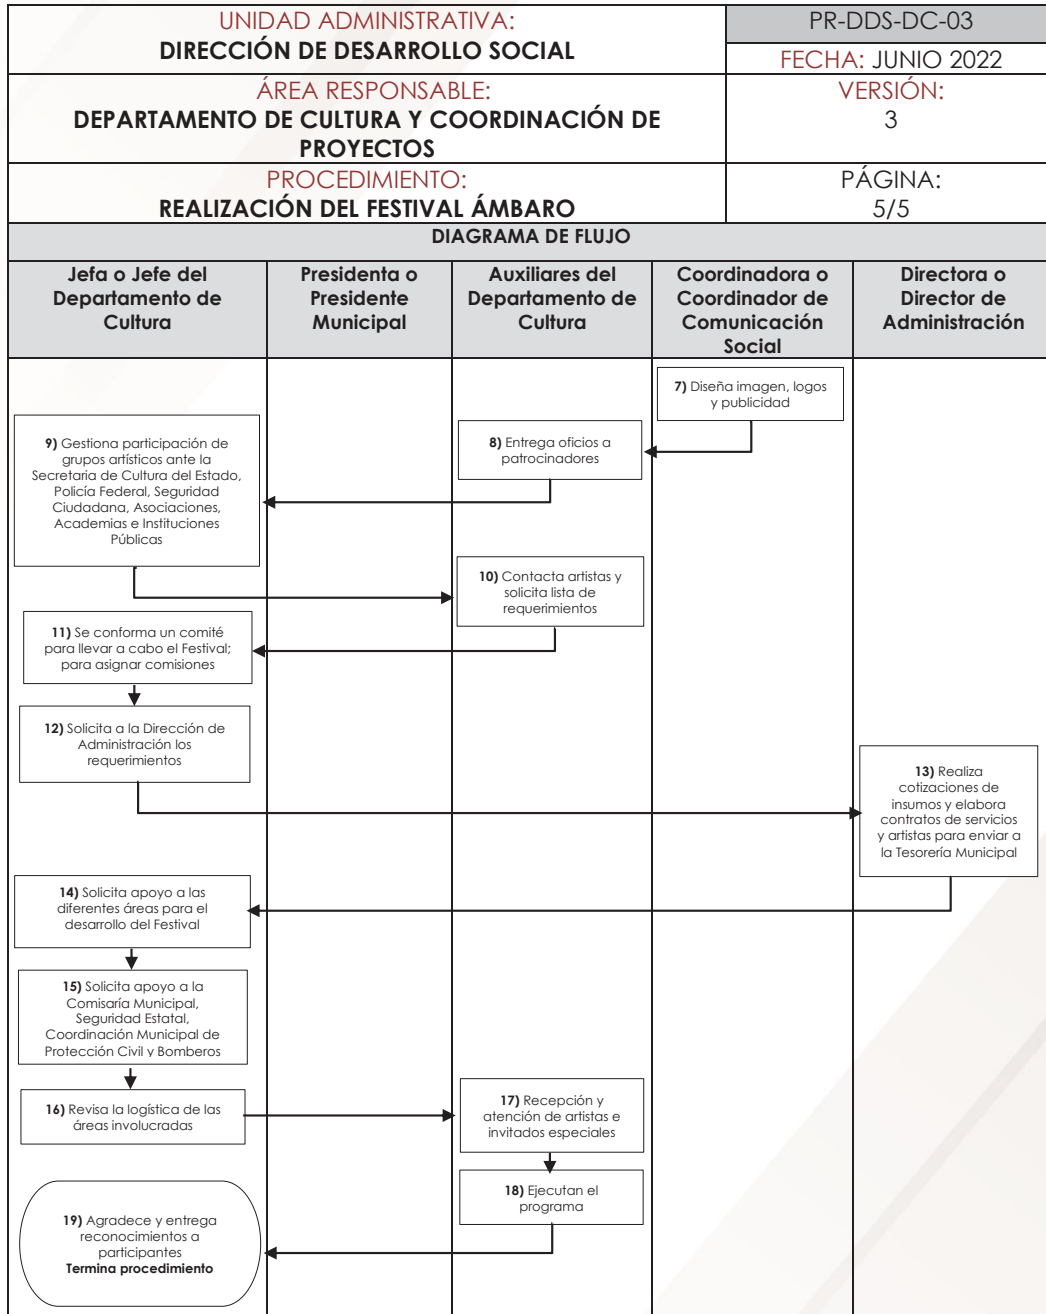 UNIDAD ADMINISTRATIVA:
DIRECCIÓN DE DESARROLLO SOCIAL
PR-DDS-DC-03
FECHA: JUNIO 2022
ÁREA RESPONSABLE:
DEPARTAMENTO DE CULTURA Y COORDINACIÓN DE
PROYECTOS
VERSIÓN:
3
PROCEDIMIENTO:
REALIZACIÓN DEL FESTIVAL ÁMBARO
PÁGINA:
5/5
DIAGRAMA DE FLUJO
Jefa o Jefe del
Departamento de
Cultura
Presidenta o
Presidente
Municipal
Auxiliares del
Departamento de
Cultura
Coordinadora o
Coordinador de
Comunicación
Social
Directora o
Director de
Administración
7) Diseña imagen, logos
y publicidad
8) Entrega oficios a
patrocinadores
9) Gestiona participación de
grupos artísticos ante la
Secretaria de Cultura del Estado,
Policía Federal, Seguridad
Ciudadana, Asociaciones,
Academias e Instituciones
Públicas
10) Contacta artistas y
solicita lista de
requerimientos
11) Se conforma un comité
para llevar a cabo el Festival;
para asignar comisiones
12) Solicita a la Dirección de
Administración los
requerimientos
13) Realiza
cotizaciones de
insumos y elabora
contratos de servicios
y artistas para enviar a
la Tesorería Municipal
14) Solicita apoyo a las
diferentes áreas para el
desarrollo del Festival
15) Solicita apoyo a la
Comisaría Municipal,
Seguridad Estatal,
Coordinación Municipal de
Protección Civil y Bomberos
16) Revisa la logística de las
áreas involucradas
17) Recepción y
atención de artistas e
invitados especiales
18) Ejecutan el
programa
19) Agradece y entrega
reconocimientos a
participantes
Termina procedimiento